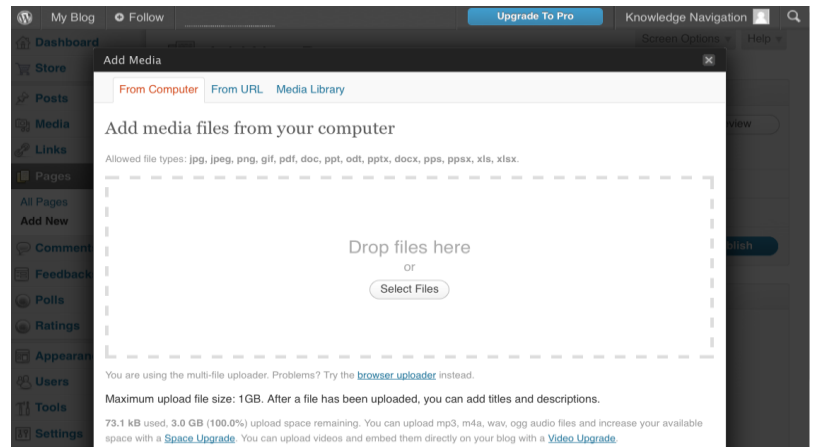 My Blog Follow Upgrade To Pro Knowledge Navigation
Dashboard Screen Options Help
Store
Add Media
From Computer From URL Media Library
Posts
Add media files from your computer
Media
Links
Allowed file types: jpg, jpeg, png, gif, pdf, doc, ppt, odt, pptx, docx, pps, ppsx, xls, xlsx.
Pages
All Pages
Add New
Drop files here
Comment
or
Feedback
Select Files
Polls
Ratings
Appearan
You are using the multi-file uploader. Problems? Try the browser uploader instead.
Users
Maximum upload file size: 1GB. After a file has been uploaded, you can add titles and descriptions.
Tools
73.1 kB used, 3.0 GB (100.0%) upload space remaining. You can upload mp3, m4a, wav, ogg audio files and increase your available
Settings
space with a Space Upgrade. You can upload videos and embed them directly on your blog with a Video Upgrade.